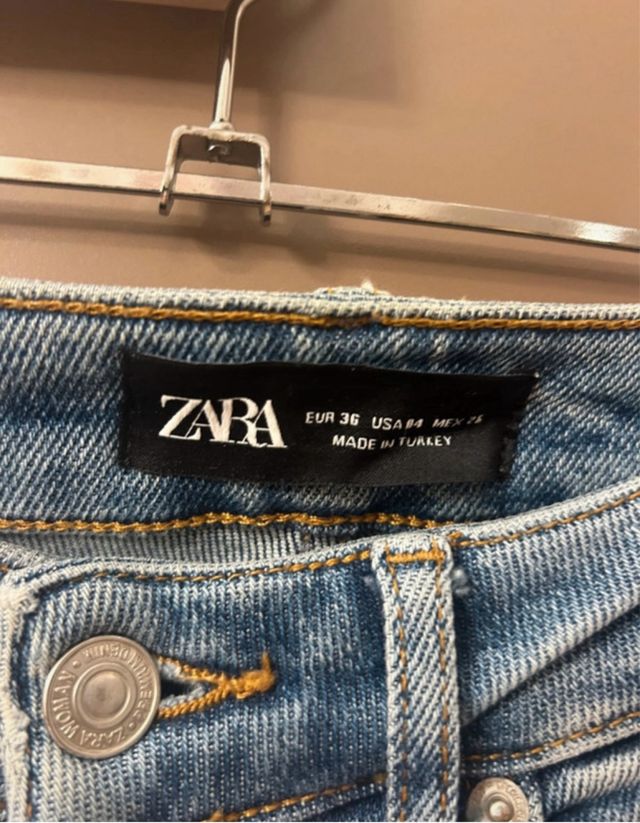 ZARA
EUR 36 USA 04 MEX 26
MADE IN TURKEY
ZARA WOMAN